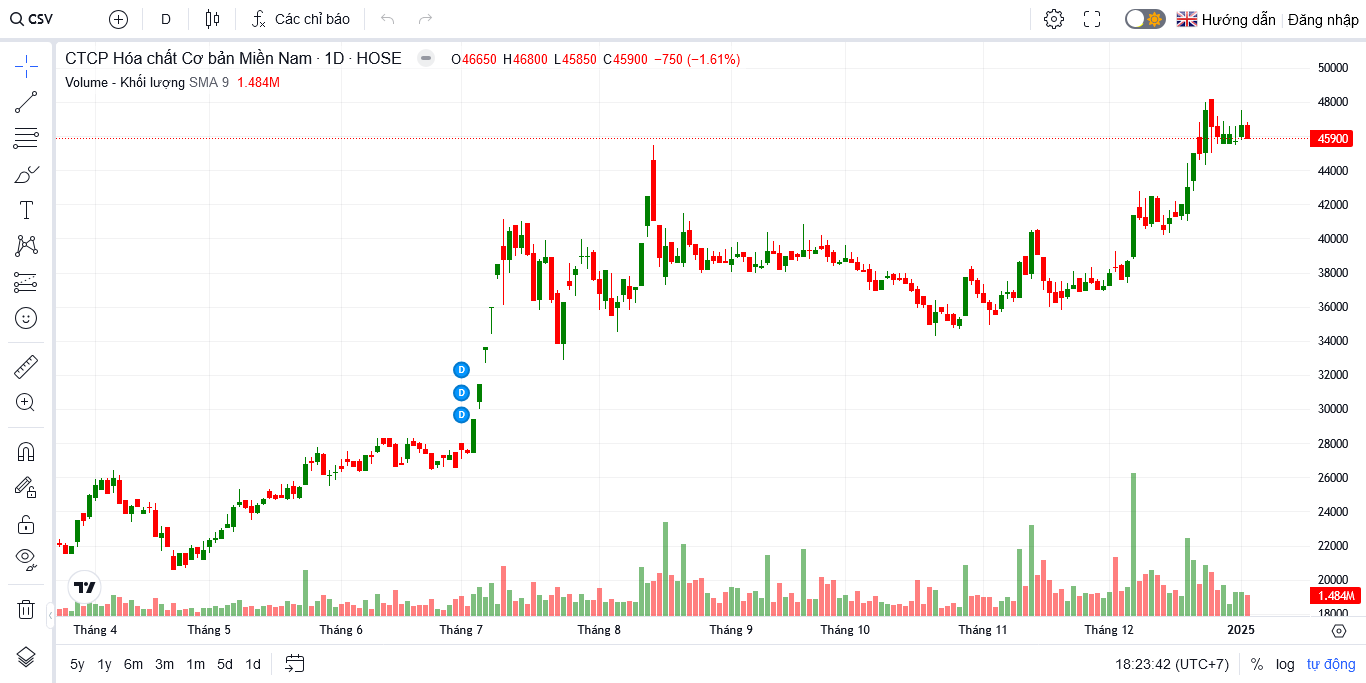 CSV D Các chỉ báo Hướng dẫn Đăng nhập
CTCP Hóa chất Cơ bản Miền Nam · 1D · HOSE O46650 H46800 L45850 C45900 −750 (−1.61%)
Volume - Khối lượng SMA 9 1.484M
50000
48000
45900
44000
42000
40000
38000
36000
34000
32000
30000
28000
26000
24000
22000
20000
1.484M
18000
D
D
D
Tháng 4 Tháng 5 Tháng 6 Tháng 7 Tháng 8 Tháng 9 Tháng 10 Tháng 11 Tháng 12 2025
5y 1y 6m 3m 1m 5d 1d 18:23:42 (UTC+7) % log tự động